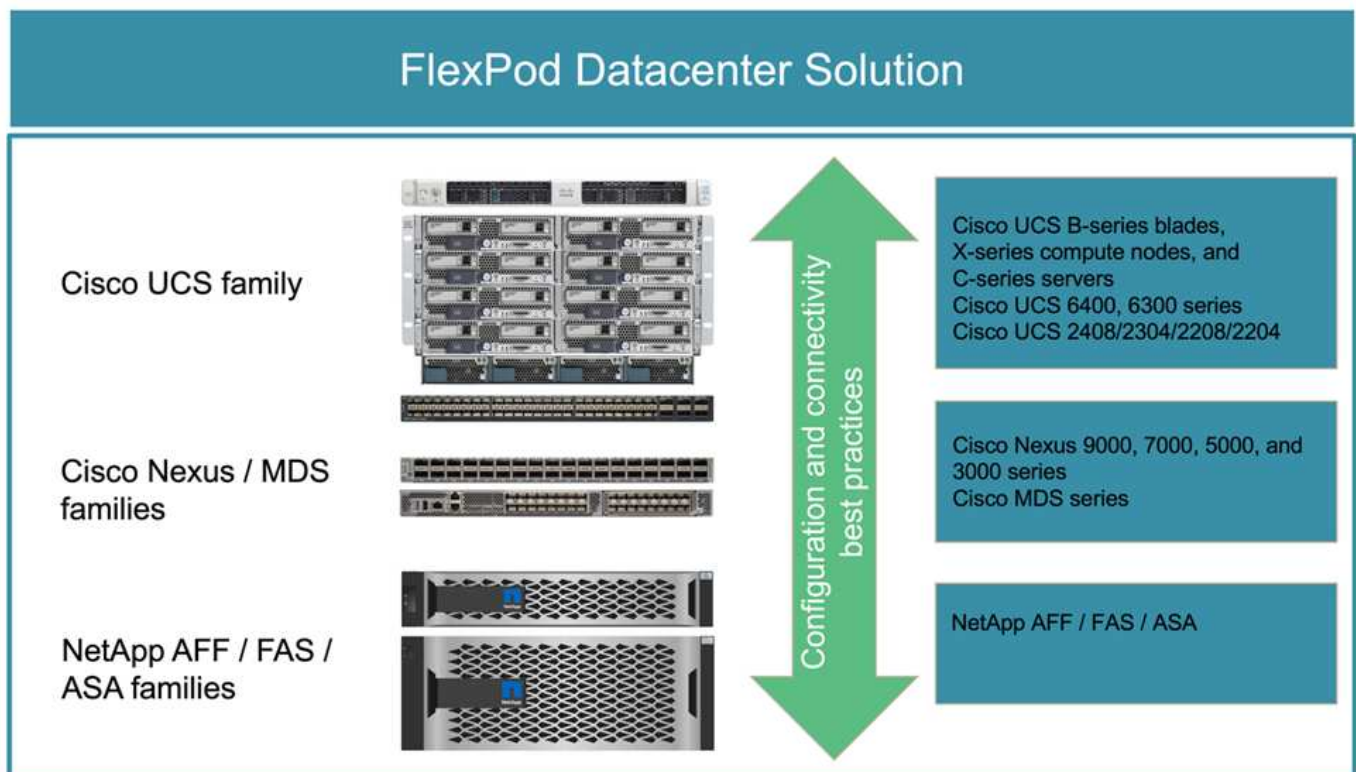 FlexPod Datacenter Solution
Cisco UCS family
Cisco UCS B-series blades,
X-series compute nodes, and
C-series servers
Cisco UCS 6400, 6300 series
Cisco UCS 2408/2304/2208/2204
Configuration and connectivity
best practices
Cisco Nexus / MDS
families
Cisco Nexus 9000, 7000, 5000, and
3000 series
Cisco MDS series
NetApp AFF / FAS /
ASA families
NetApp
NetApp
NetApp AFF / FAS / ASA